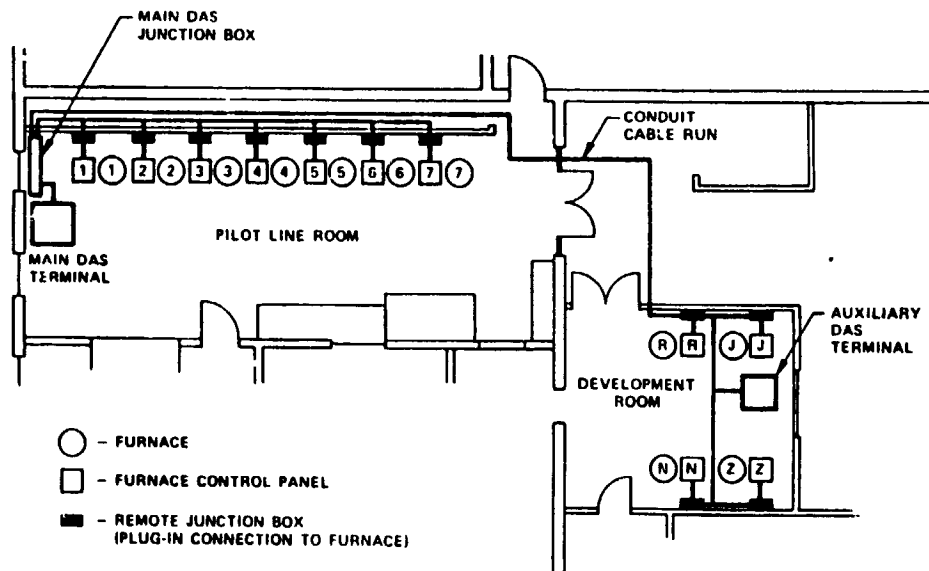 MAIN DAS
JUNCTION BOX
CONDUIT
CABLE RUN
1 1 2 2 3 3 4 4 5 5 6 6 7 7
PILOT LINE ROOM
MAIN DAS
TERMINAL
AUXILIARY
DAS
TERMINAL
R R J J
DEVELOPMENT
ROOM
N N Z Z
- FURNACE
- FURNACE CONTROL PANEL
- REMOTE JUNCTION BOX
(PLUG-IN CONNECTION TO FURNACE)